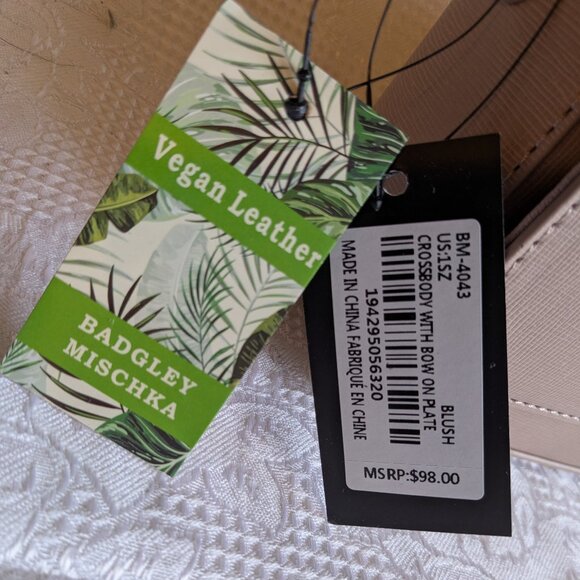 Vegan Leather
BADGLEY
MISCHKA
BM-4043
US:1SZ BLUSH
CROSSBODY WITH BOW ON PLATE
194295056320
MADE IN CHINA FABRIQUÉ EN CHINE
MSRP:$98.00